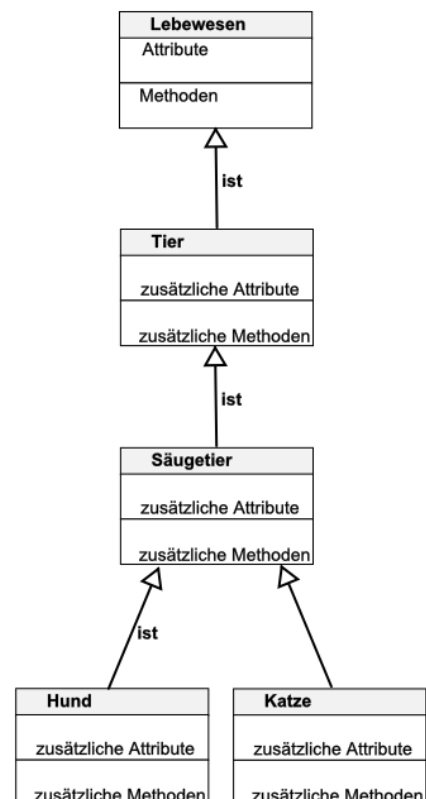 Lebewesen
Attribute
Methoden
ist
Tier
zusätzliche Attribute
zusätzliche Methoden
ist
Säugetier
zusätzliche Attribute
zusätzliche Methoden
ist
Hund
zusätzliche Attribute
zusätzliche Methoden
Katze
zusätzliche Attribute
zusätzliche Methoden